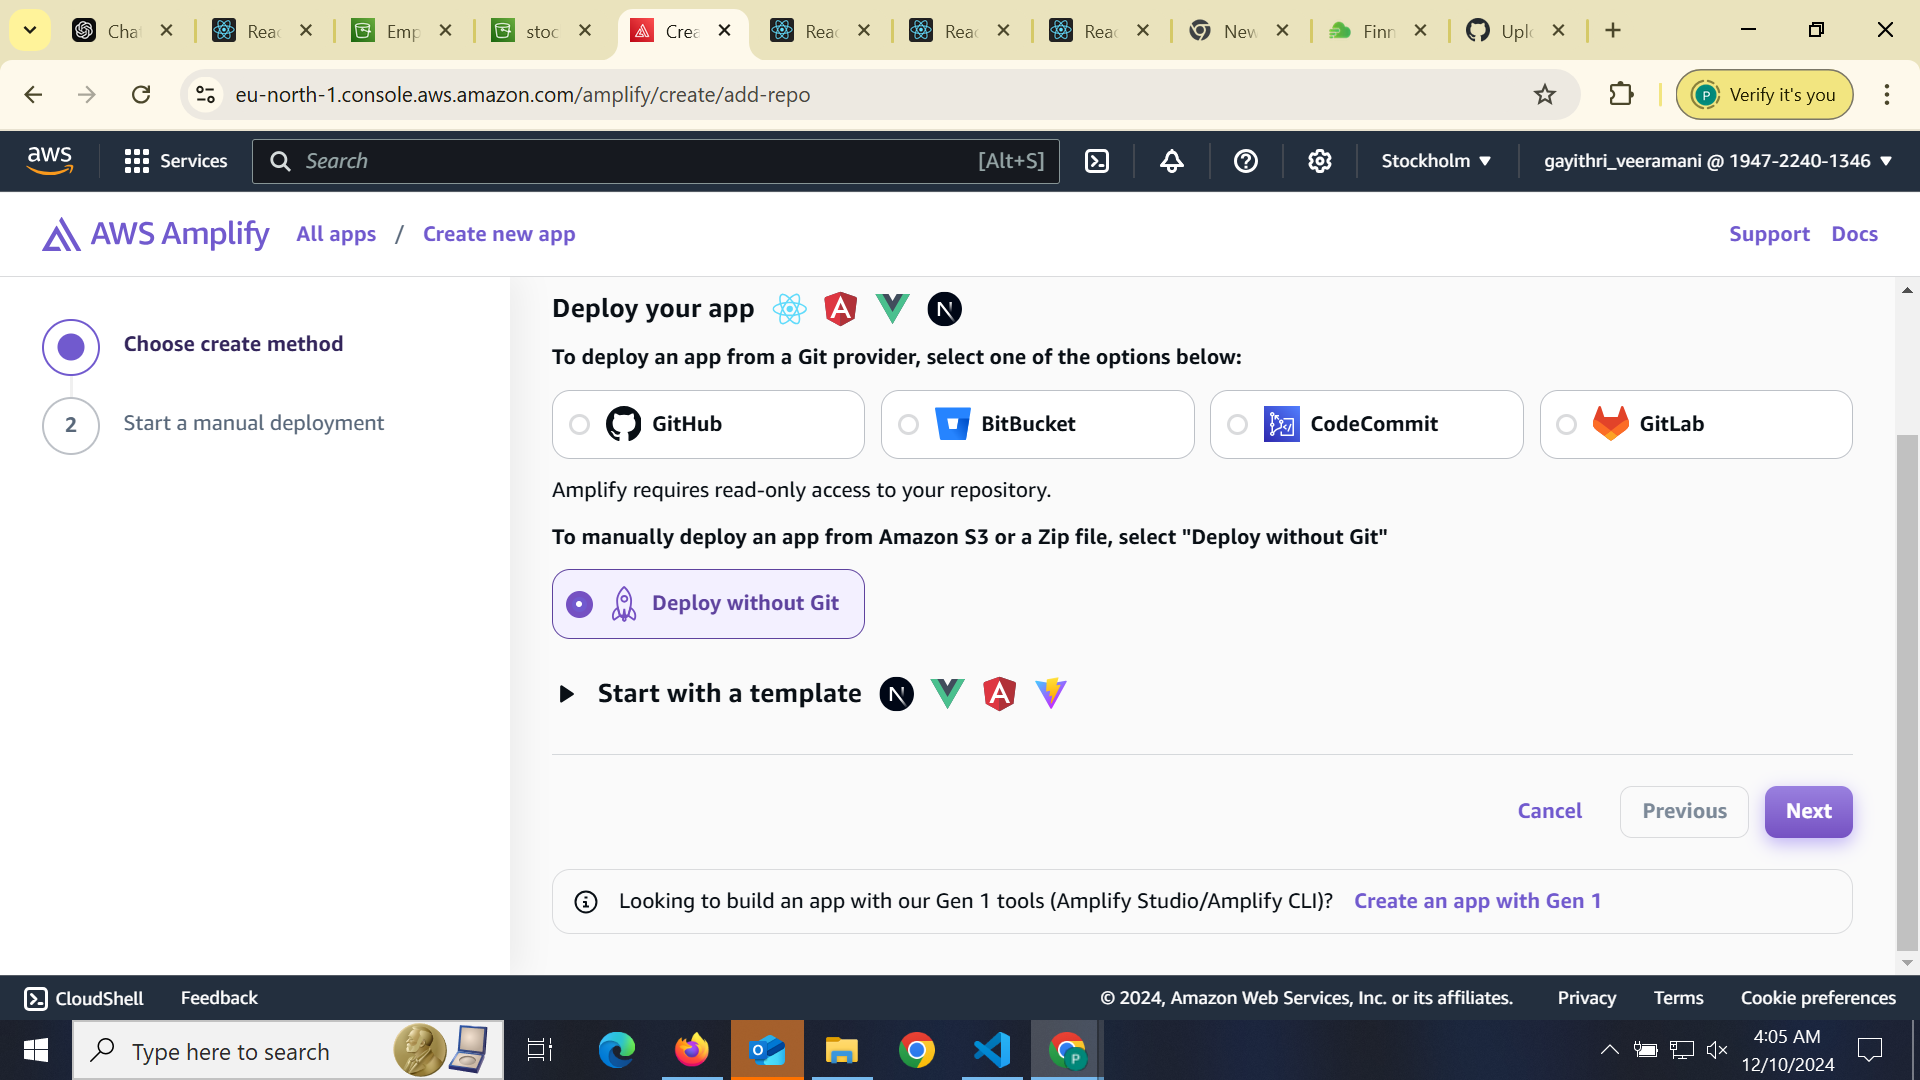 Chat
Reac
Emp
stoc
Crea
Reac
Reac
Reac
New
Finn
Uplo
eu-north-1.console.aws.amazon.com/amplify/create/add-repo
P
Verify it's you
aws
Services
Search
[Alt+S]
Stockholm
gayithri_veeramani @ 1947-2240-1346
AWS Amplify
All apps
/
Create new app
Support
Docs
Choose create method
2
Start a manual deployment
Deploy your app
To deploy an app from a Git provider, select one of the options below:
GitHub
BitBucket
CodeCommit
GitLab
Amplify requires read-only access to your repository.
To manually deploy an app from Amazon S3 or a Zip file, select "Deploy without Git"
Deploy without Git
Start with a template
Cancel
Previous
Next
Looking to build an app with our Gen 1 tools (Amplify Studio/Amplify CLI)?
Create an app with Gen 1
CloudShell
Feedback
© 2024, Amazon Web Services, Inc. or its affiliates.
Privacy
Terms
Cookie preferences
Type here to search
P
4:05 AM
12/10/2024